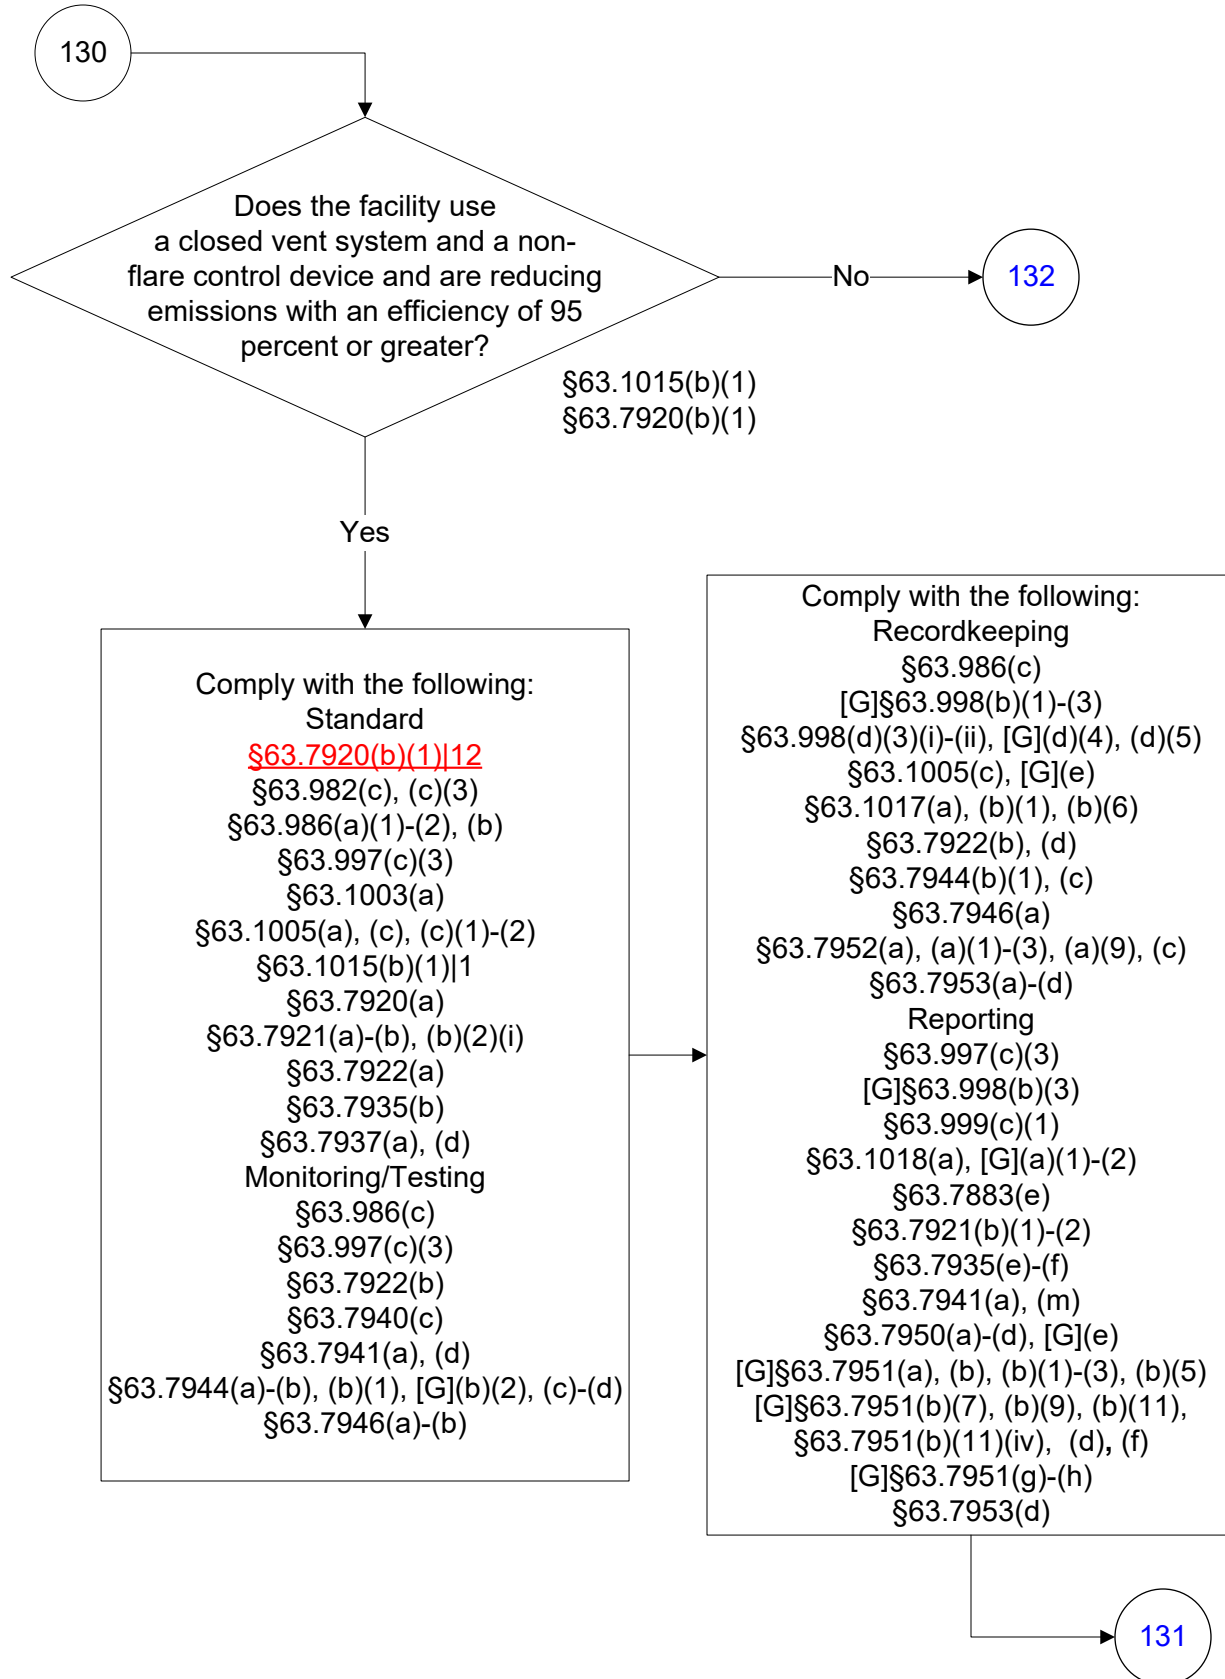 130
Does the facility use
a closed vent system and a non-
flare control device and are reducing
emissions with an efficiency of 95
percent or greater?
No
132
§63.1015(b)(1)
§63.7920(b)(1)
Yes
Comply with the following:
Standard
§63.7920(b)(1)|12
§63.982(c), (c)(3)
§63.986(a)(1)-(2), (b)
§63.997(c)(3)
§63.1003(a)
§63.1005(a), (c), (c)(1)-(2)
§63.1015(b)(1)|1
§63.7920(a)
§63.7921(a)-(b), (b)(2)(i)
§63.7922(a)
§63.7935(b)
§63.7937(a), (d)
Monitoring/Testing
§63.986(c)
§63.997(c)(3)
§63.7922(b)
§63.7940(c)
§63.7941(a), (d)
§63.7944(a)-(b), (b)(1), [G](b)(2), (c)-(d)
§63.7946(a)-(b)
Comply with the following:
Recordkeeping
§63.986(c)
[G]§63.998(b)(1)-(3)
§63.998(d)(3)(i)-(ii), [G](d)(4), (d)(5)
§63.1005(c), [G](e)
§63.1017(a), (b)(1), (b)(6)
§63.7922(b), (d)
§63.7944(b)(1), (c)
§63.7946(a)
§63.7952(a), (a)(1)-(3), (a)(9), (c)
§63.7953(a)-(d)
Reporting
§63.997(c)(3)
[G]§63.998(b)(3)
§63.999(c)(1)
§63.1018(a), [G](a)(1)-(2)
§63.7883(e)
§63.7921(b)(1)-(2)
§63.7935(e)-(f)
§63.7941(a), (m)
§63.7950(a)-(d), [G](e)
[G]§63.7951(a), (b), (b)(1)-(3), (b)(5)
[G]§63.7951(b)(7), (b)(9), (b)(11),
§63.7951(b)(11)(iv), (d), (f)
[G]§63.7951(g)-(h)
§63.7953(d)
131